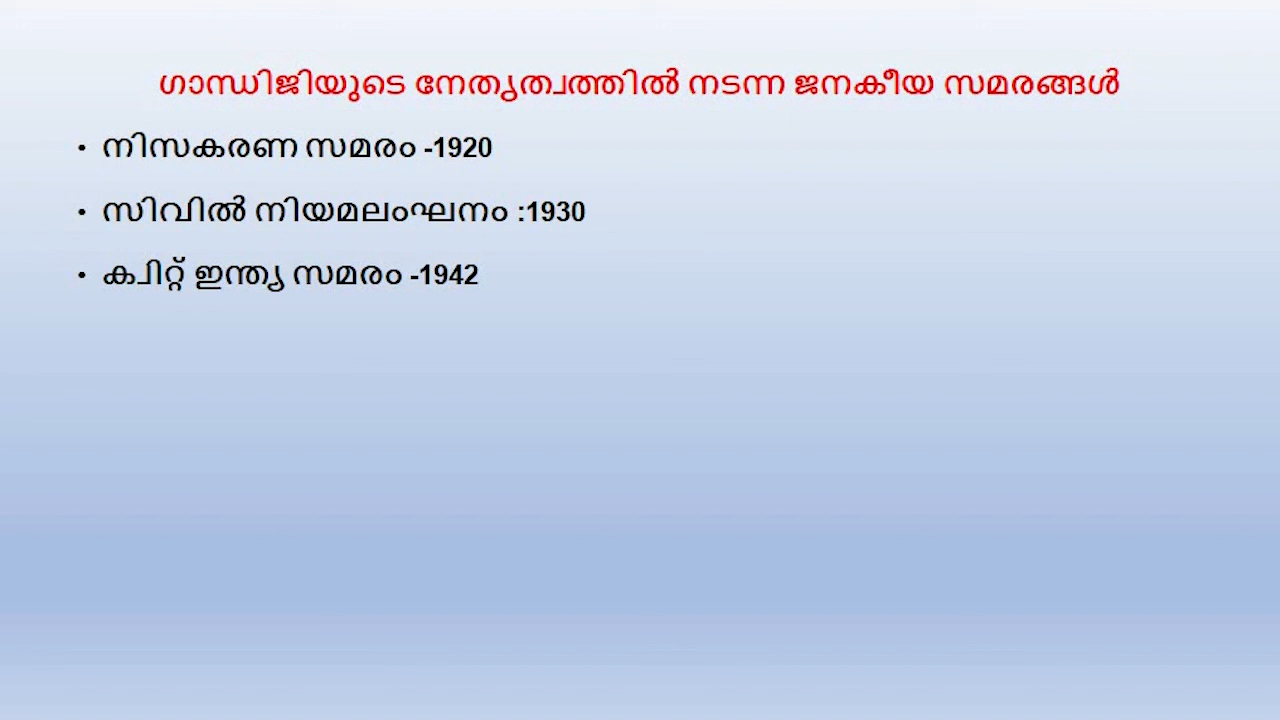 ഗാന്ധിജിയുടെ നേതൃത്വത്തിൽ നടന്ന ജനകീയ സമരങ്ങൾ
• നിസകരണ സമരം -1920
• സിവിൽ നിയമലംഘനം :1930
• ക്വിറ്റ് ഇന്ത്യ സമരം -1942